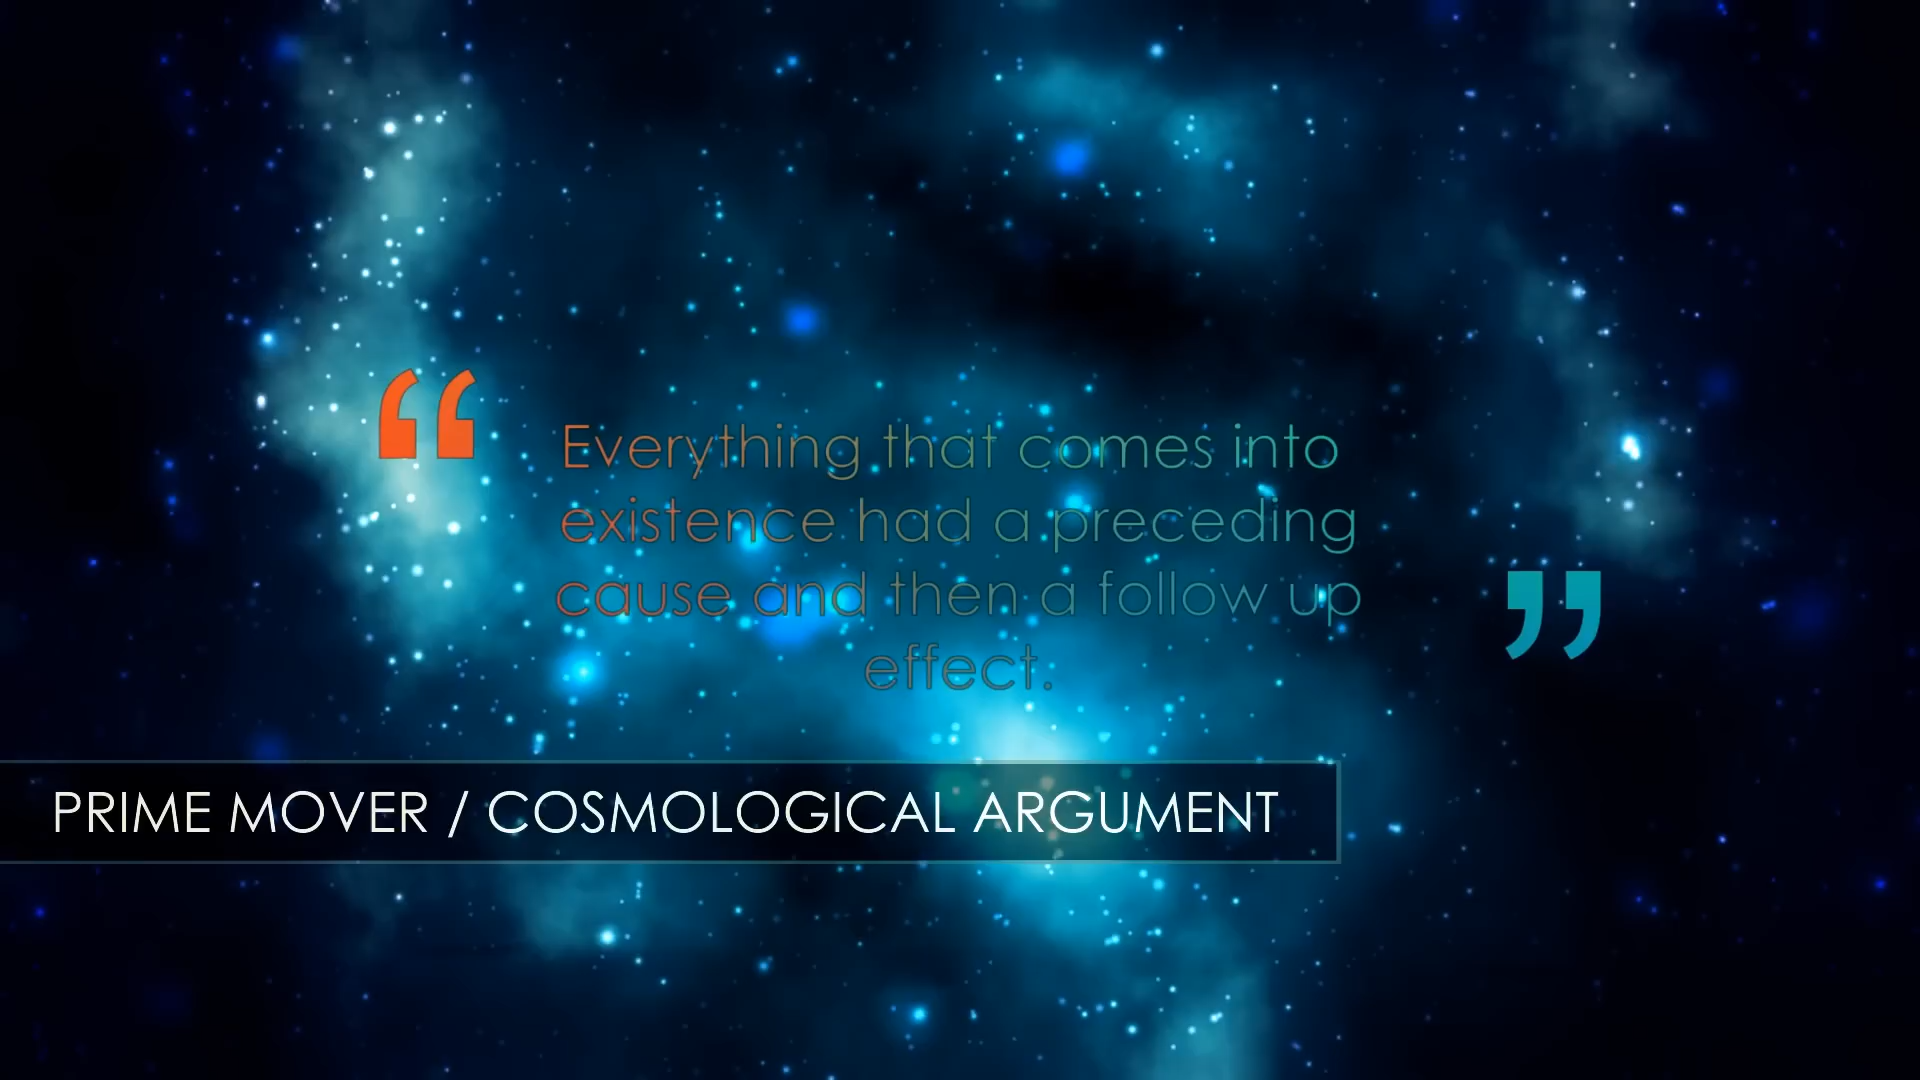 “Everything that comes into
existence had a preceding
cause and then a follow up
effect.”
PRIME MOVER / COSMOLOGICAL ARGUMENT